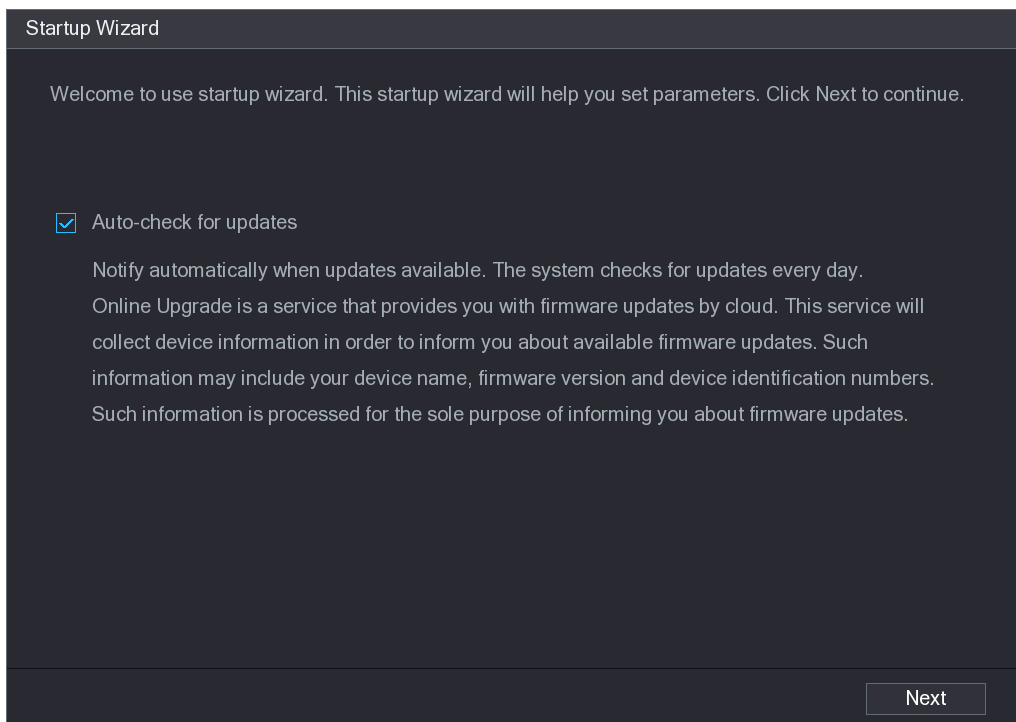 Startup Wizard
Welcome to use startup wizard. This startup wizard will help you set parameters. Click Next to continue.
Auto-check for updates
Notify automatically when updates available. The system checks for updates every day.
Online Upgrade is a service that provides you with firmware updates by cloud. This service will
collect device information in order to inform you about available firmware updates. Such
information may include your device name, firmware version and device identification numbers.
Such information is processed for the sole purpose of informing you about firmware updates.
Next